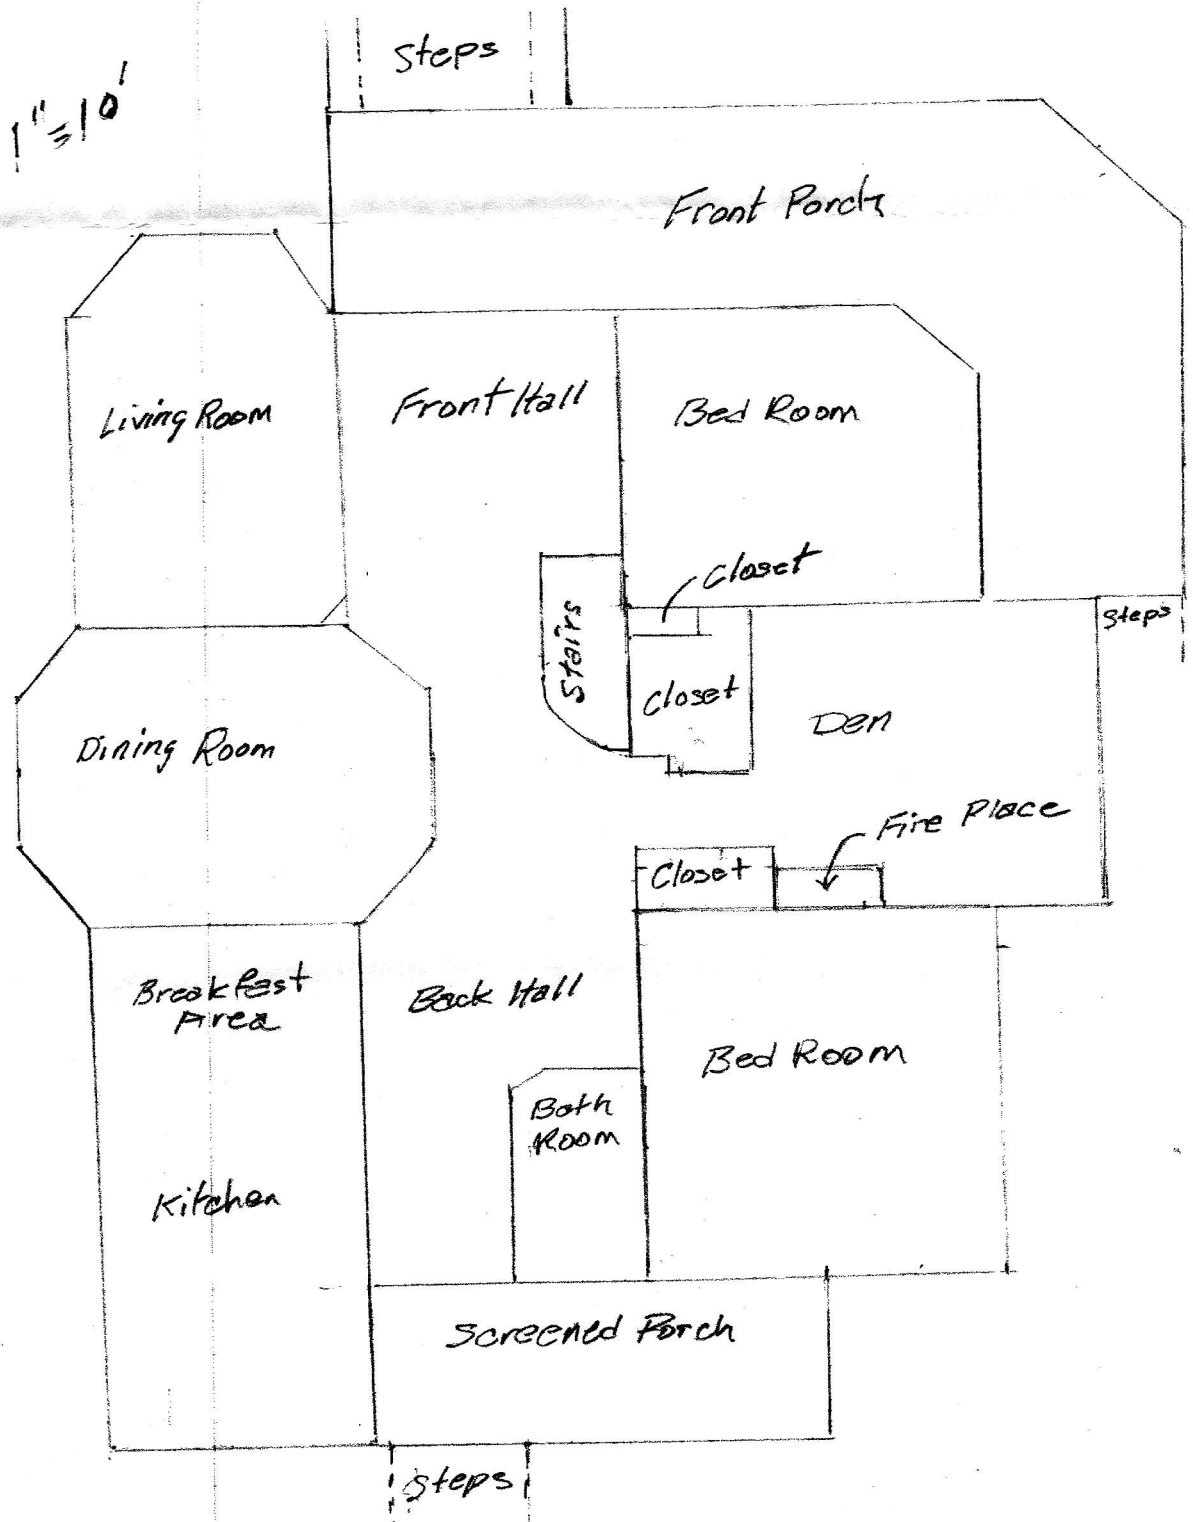 Steps
1"=10'
Front Porch
Living Room
Front Hall
Bed Room
Closet
Stairs
Steps
Closet
Den
Dining Room
Fire Place
Closet
Breakfast
Area
Back Hall
Bed Room
Bath
Room
Kitchen
Screened Porch
Steps